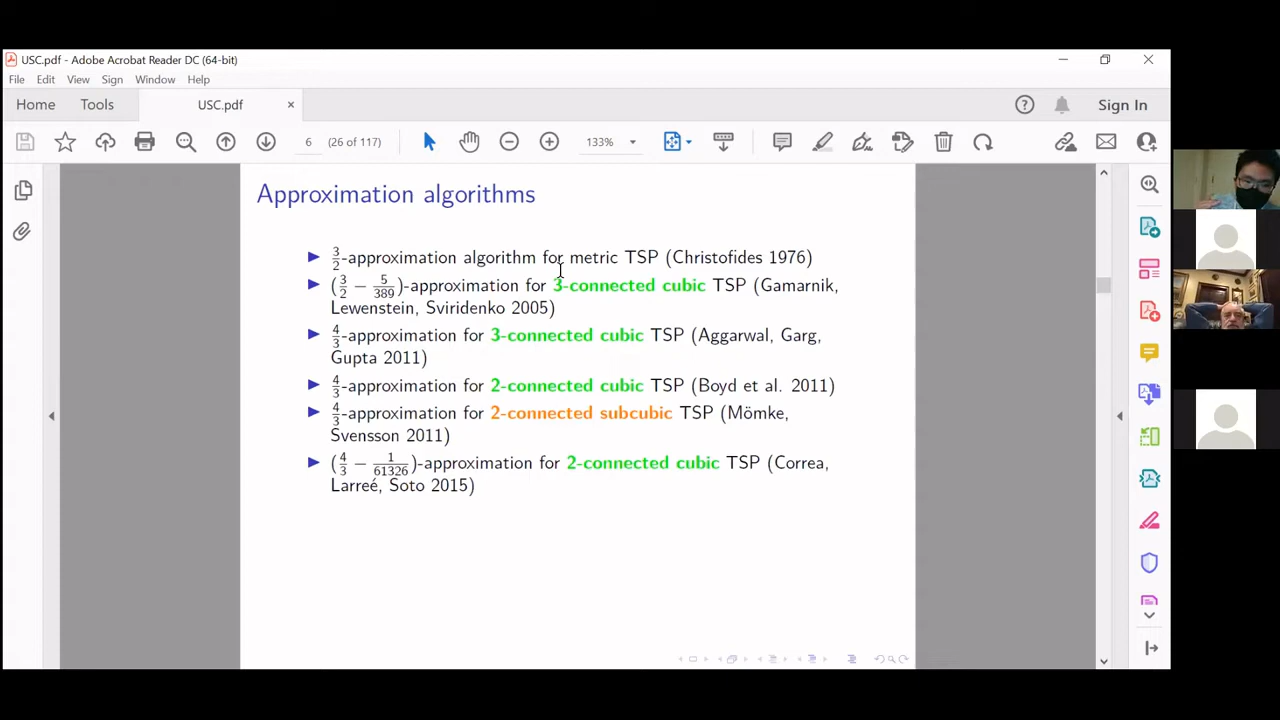 USC.pdf - Adobe Acrobat Reader DC (64-bit)
File Edit View Sign Window Help
Home Tools USC.pdf × Sign In
6 (26 of 117) 133%
Approximation algorithms
▶ 3/2-approximation algorithm for metric TSP (Christofides 1976)
▶ (3/2 − 5/389)-approximation for 3-connected cubic TSP (Gamarnik,
Lewenstein, Sviridenko 2005)
▶ 4/3-approximation for 3-connected cubic TSP (Aggarwal, Garg,
Gupta 2011)
▶ 4/3-approximation for 2-connected cubic TSP (Boyd et al. 2011)
▶ 4/3-approximation for 2-connected subcubic TSP (Mömke,
Svensson 2011)
▶ (4/3 − 1/61326)-approximation for 2-connected cubic TSP (Correa,
Larreé, Soto 2015)